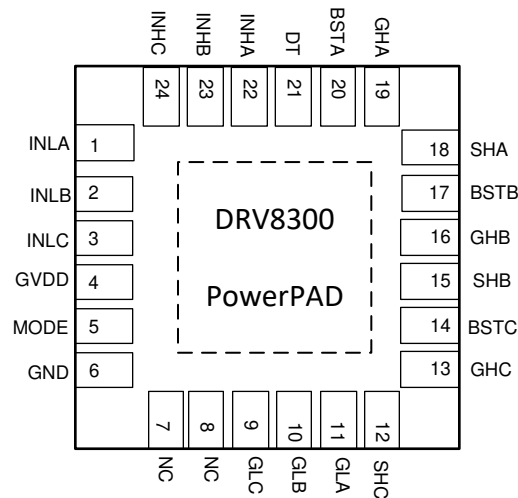 INHC
INHB
INHA
DT
BSTA
GHA
24
23
22
21
20
19
INLA
1
INLB
2
INLC
3
GVDD
4
MODE
5
GND
6
DRV8300
PowerPAD
18
SHA
17
BSTB
16
GHB
15
SHB
14
BSTC
13
GHC
7
8
9
10
11
12
NC
NC
GLC
GLB
GLA
SHC